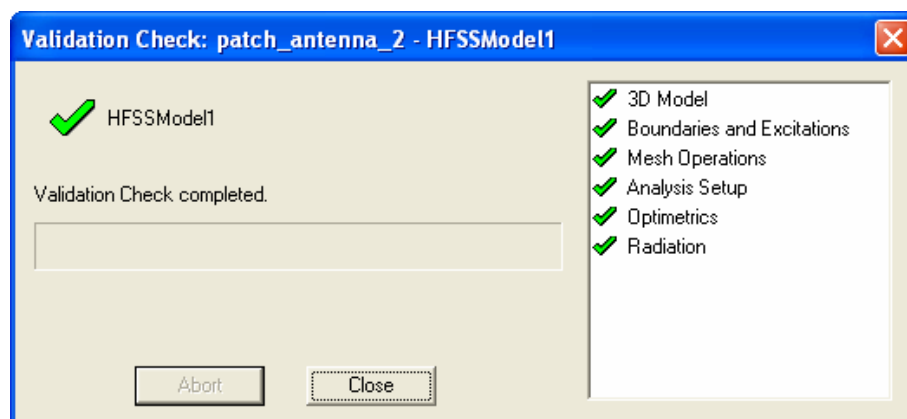 Validation Check: patch_antenna_2 - HFSSModel1
HFSSModel1
Validation Check completed.
Abort
Close
3D Model
Boundaries and Excitations
Mesh Operations
Analysis Setup
Optimetrics
Radiation